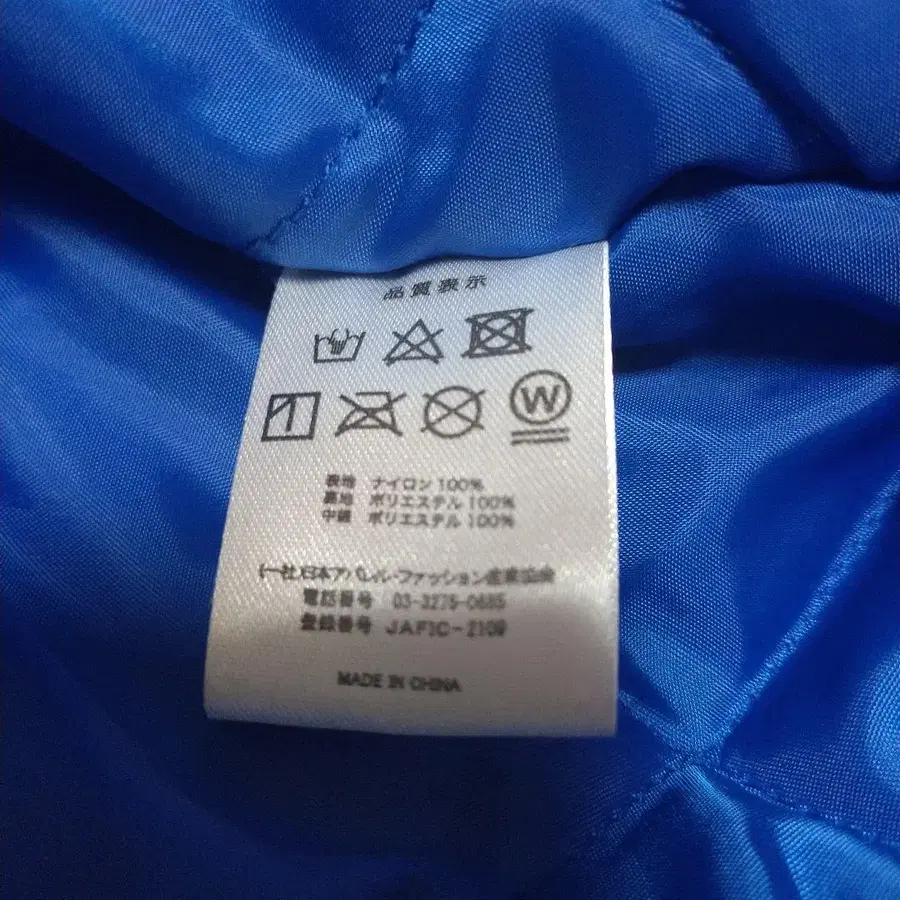 品質表示
W
表地 ナイロン 100%
裏地 ポリエステル 100%
中綿 ポリエステル 100%
(一社)日本アパレル・ファッション産業協会
電話番号 03-3275-0685
登録番号 JAFIC-2109
MADE IN CHINA